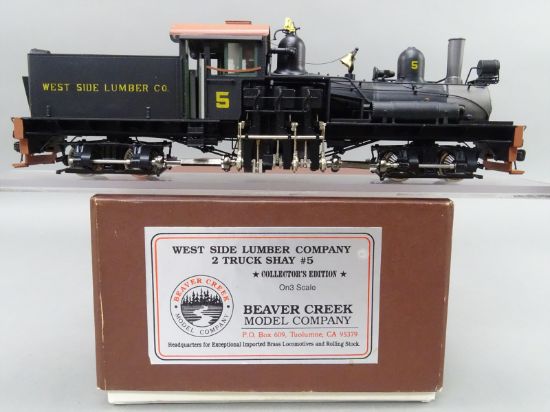 WEST SIDE LUMBER CO.
5
5
WEST SIDE LUMBER COMPANY
2 TRUCK SHAY #5
★ COLLECTOR'S EDITION ★
On3 Scale
BEAVER CREEK
MODEL COMPANY
BEAVER CREEK
MODEL COMPANY
P.O. Box 609, Tuolumne, CA 95379
Headquarters for Exceptional Imported Brass Locomotives and Rolling Stock.